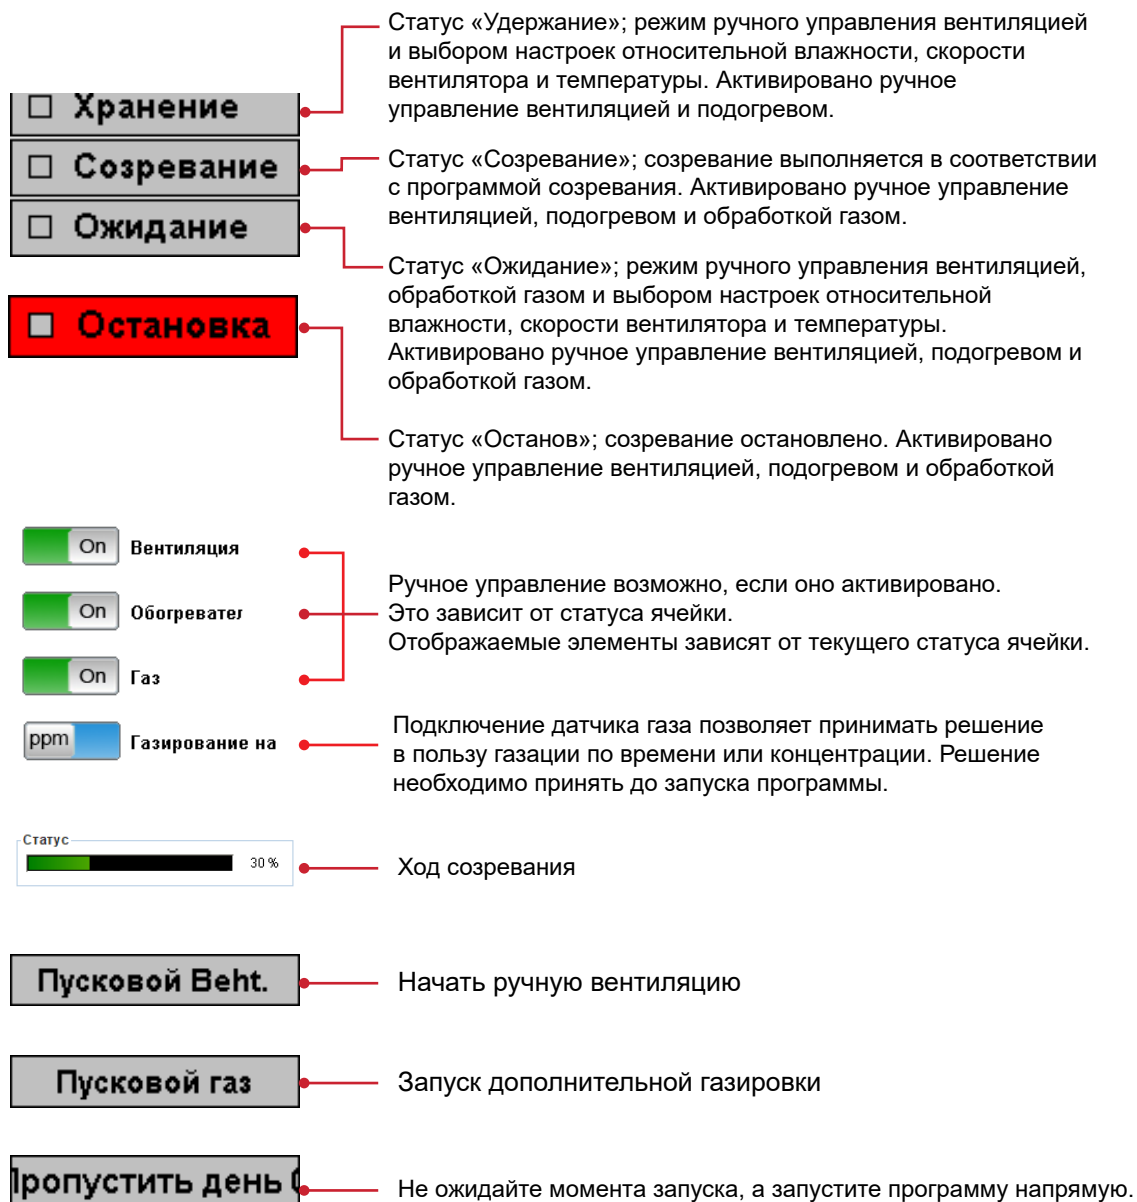 Статус «Удержание»; режим ручного управления вентиляцией
и выбором настроек относительной влажности, скорости
вентилятора и температуры. Активировано ручное
управление вентиляцией и подогревом.
Хранение
Созревание
Статус «Созревание»; созревание выполняется в соответствии
с программой созревания. Активировано ручное управление
вентиляцией, подогревом и обработкой газом.
Ожидание
Статус «Ожидание»; режим ручного управления вентиляцией,
обработкой газом и выбором настроек относительной
влажности, скорости вентилятора и температуры.
Активировано ручное управление вентиляцией, подогревом и
обработкой газом.
Остановка
Статус «Останов»; созревание остановлено. Активировано
ручное управление вентиляцией, подогревом и обработкой
газом.
On Вентиляция
On Обогревател
On Газ
Ручное управление возможно, если оно активировано.
Это зависит от статуса ячейки.
Отображаемые элементы зависят от текущего статуса ячейки.
ppm Газирование на
Подключение датчика газа позволяет принимать решение
в пользу газации по времени или концентрации. Решение
необходимо принять до запуска программы.
Статус
30%
Ход созревания
Пусковой Beht.
Начать ручную вентиляцию
Пусковой газ
Запуск дополнительной газировки
Пропустить день
Не ожидайте момента запуска, а запустите программу напрямую.